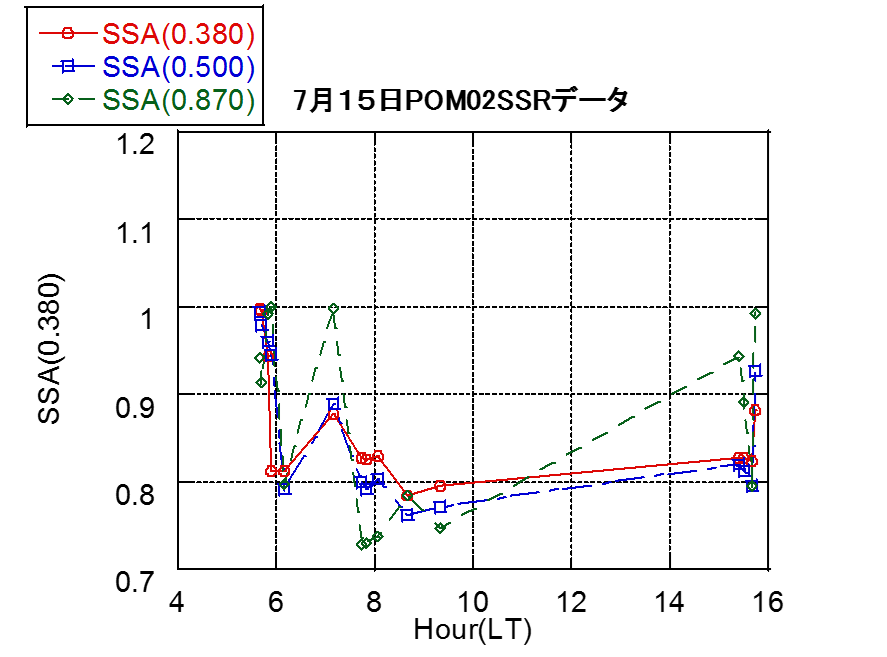 SSA(0.380)
SSA(0.500)
SSA(0.870)
7月15日POM02SSRデータ
1.2
1.1
1
0.9
0.8
0.7
SSA(0.380)
4 6 8 10 12 14 16
Hour(LT)